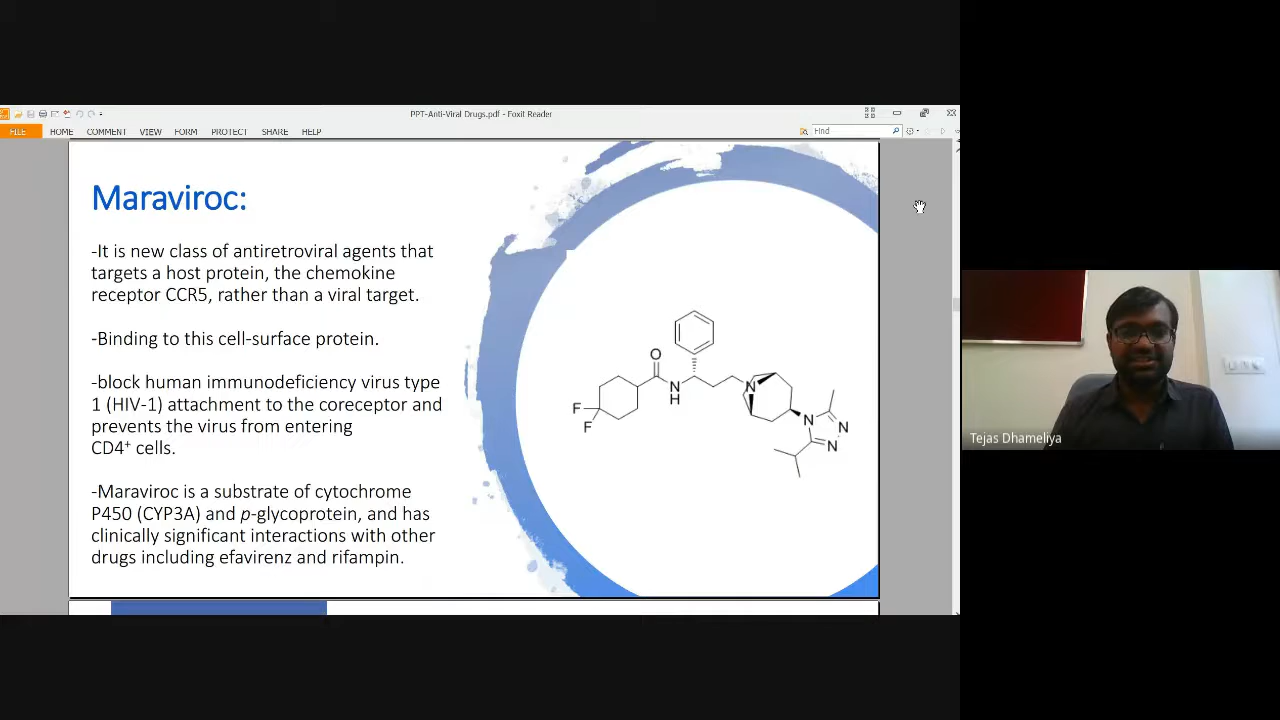 PPT-Anti-Viral Drugs.pdf - Foxit Reader
FILE HOME COMMENT VIEW FORM PROTECT SHARE HELP
Find
Maraviroc:
-It is new class of antiretroviral agents that
targets a host protein, the chemokine
receptor CCR5, rather than a viral target.
-Binding to this cell-surface protein.
-block human immunodeficiency virus type
1 (HIV-1) attachment to the coreceptor and
prevents the virus from entering
CD4⁺ cells.
-Maraviroc is a substrate of cytochrome
P450 (CYP3A) and p-glycoprotein, and has
clinically significant interactions with other
drugs including efavirenz and rifampin.
O
N
H
F
F
N
N
N
N
Tejas Dhameliya